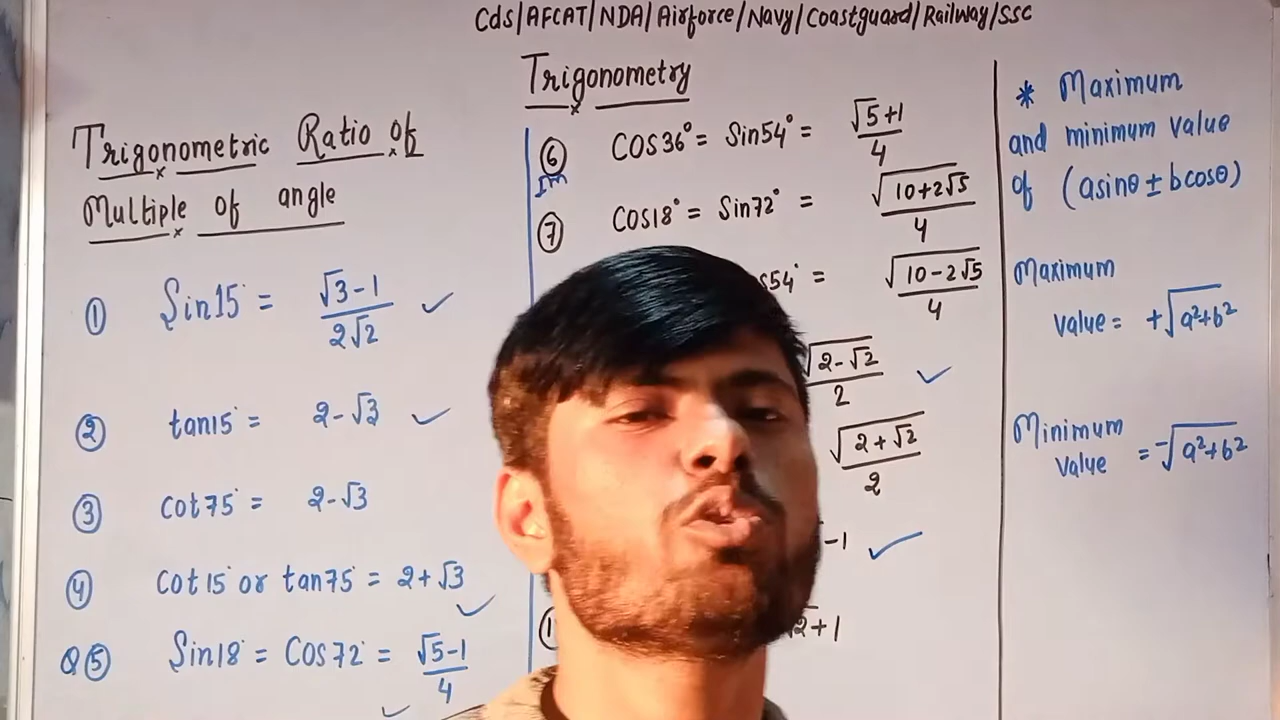 Cds/AFCAT/NDA/Airforce/Navy/Coastguard/Railway/SSC
Trigonometry
Trigonometric Ratio of
Multiple of angle
① Sin15° = √3-1/2√2 ✓
② tan15° = 2-√3 ✓
③ cot75° = 2-√3
④ cot15° or tan75° = 2+√3 ✓
Q⑤ Sin18° = Cos72° = √5-1/4 ✓
⑥ COS36° = Sin54° = √5+1/4
Im
⑦ Cos18° = Sin72° = √(10+2√5)/4
s54° = √(10-2√5)/4
√(2-√2)/2 ✓
√(2+√2)/2
-1 ✓
√2+1
* Maximum
and minimum value
of (asinθ ± bcosθ)
Maximum
value = +√(a²+b²)
Minimum
value = -√(a²+b²)